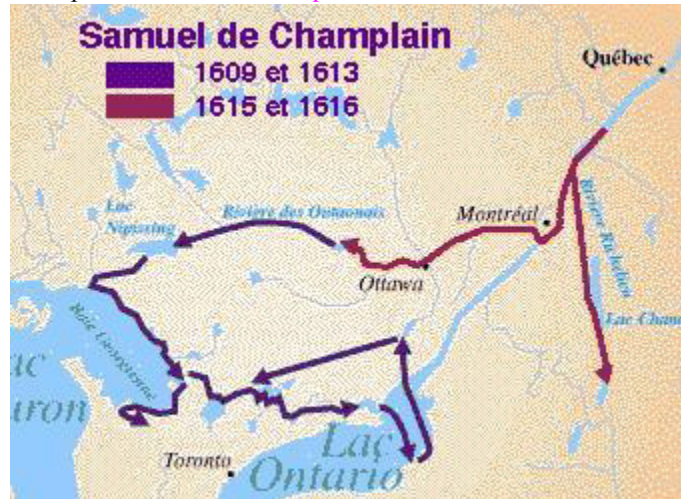 Samuel de Champlain
1609 et 1613
1615 et 1616
Québec
Lac
Nipissing
Rivière des Outaouais
Montréal
Rivière Richelieu
Ottawa
Baie Georgienne
Lac Cham
ac
uron
Toronto
Lac
Ontario